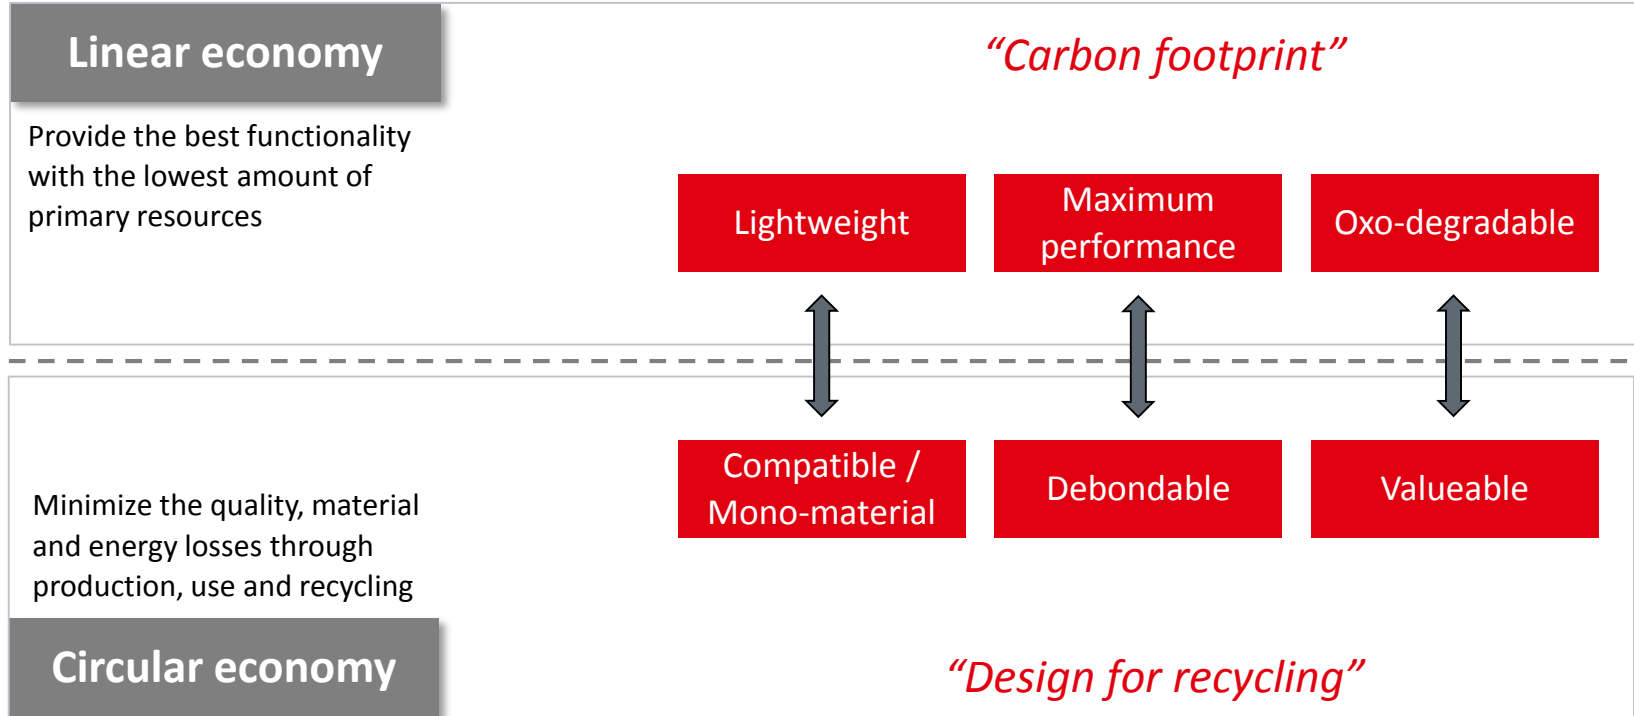 Linear economy
“Carbon footprint”
Provide the best functionality
with the lowest amount of
primary resources
Lightweight
Maximum
performance
Oxo-degradable
Compatible /
Mono-material
Debondable
Valueable
Minimize the quality, material
and energy losses through
production, use and recycling
Circular economy
“Design for recycling”